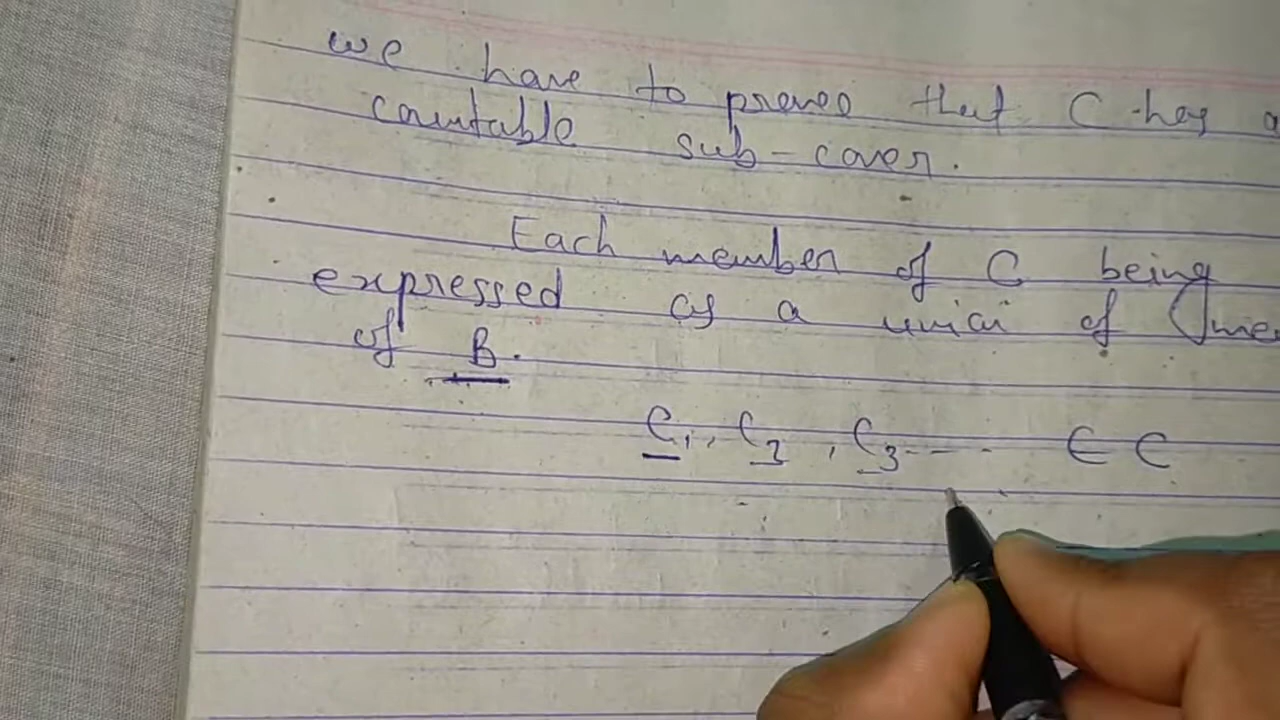 we have to proves that C has a
countable sub-cover.
Each member of C being
expressed as a union of
of B.
C1, C2, C3---- ∈ C